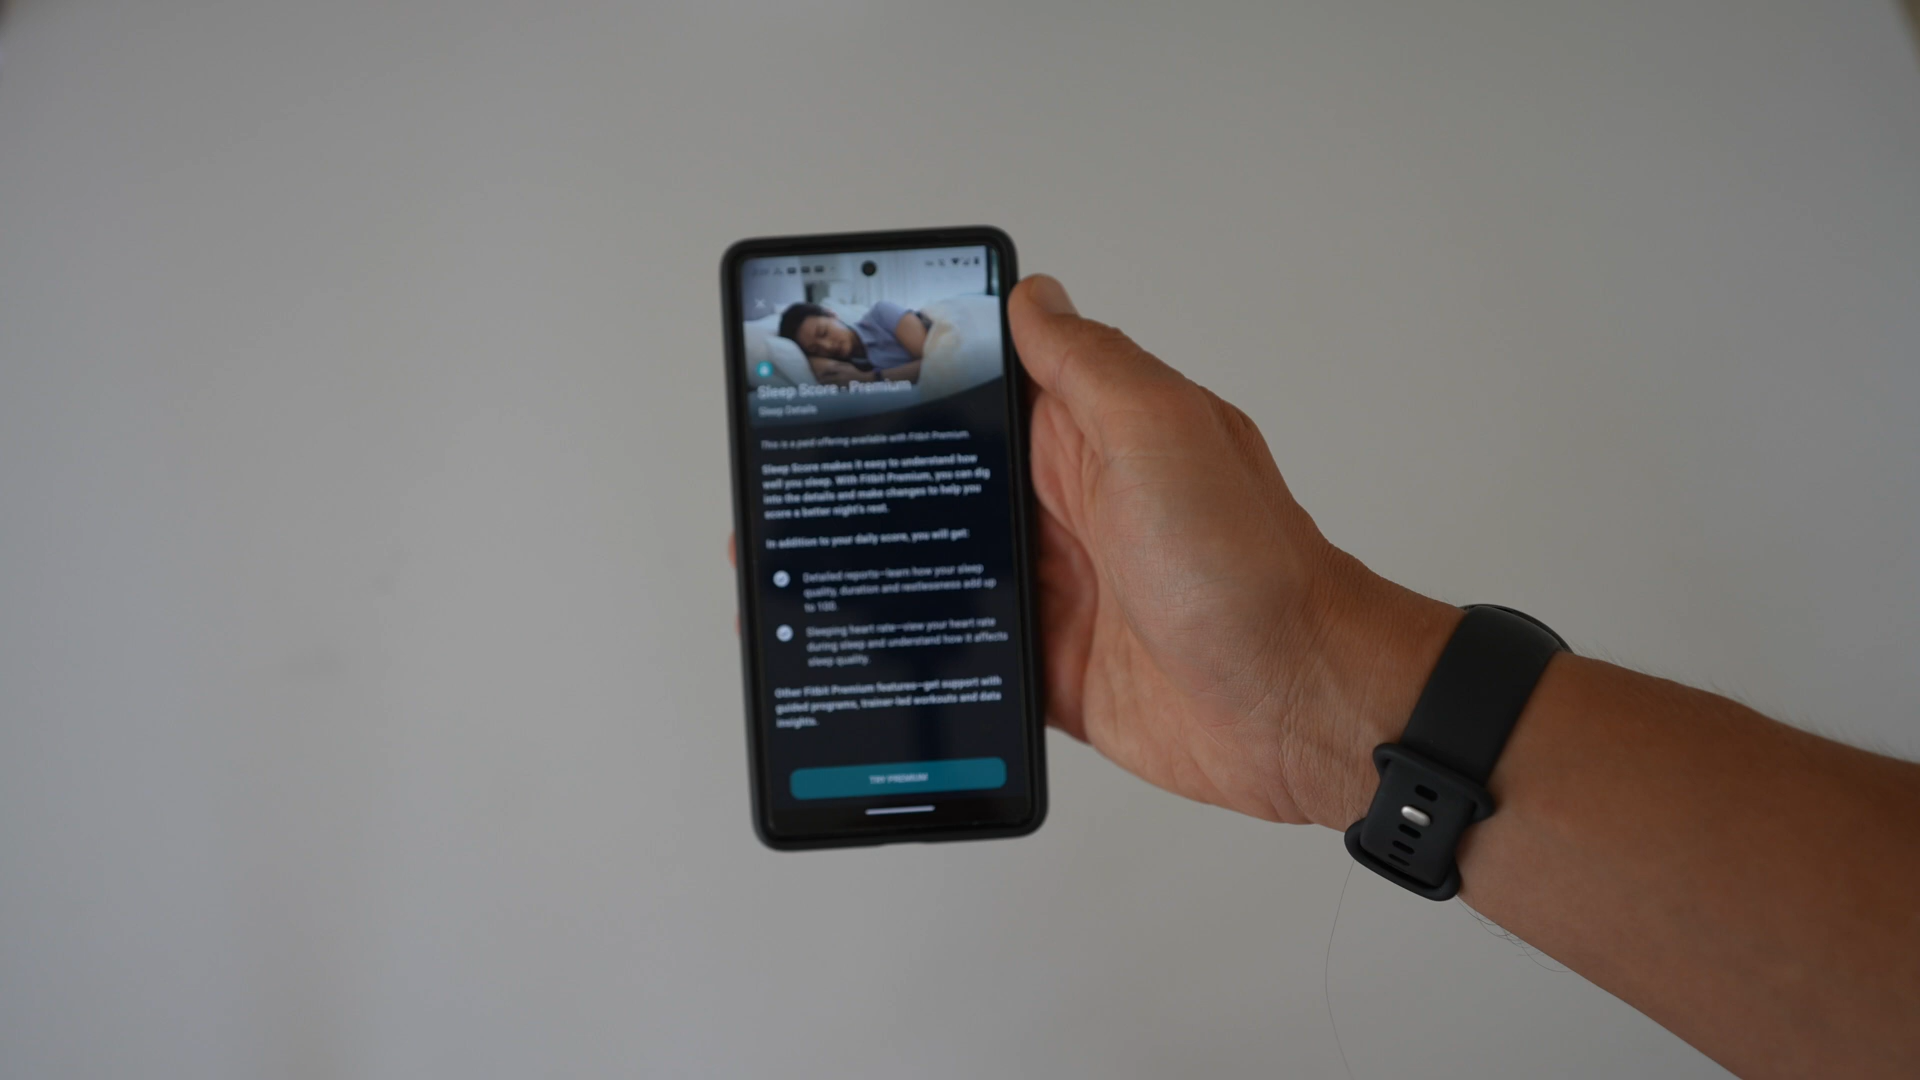 Sleep Score - Premium
Sleep Details
This is a paid offering available with Fitbit Premium.
Sleep Score makes it easy to understand how
well you sleep. With Fitbit Premium, you can dig
into the details and make changes to help you
score a better night's rest.
In addition to your daily score, you will get:
Detailed reports—learn how your sleep
quality, duration and restlessness add up
to 100.
Sleeping heart rate—view your heart rate
during sleep and understand how it affects
sleep quality.
Other Fitbit Premium features—get support with
guided programs, trainer-led workouts and data
insights.
TRY PREMIUM